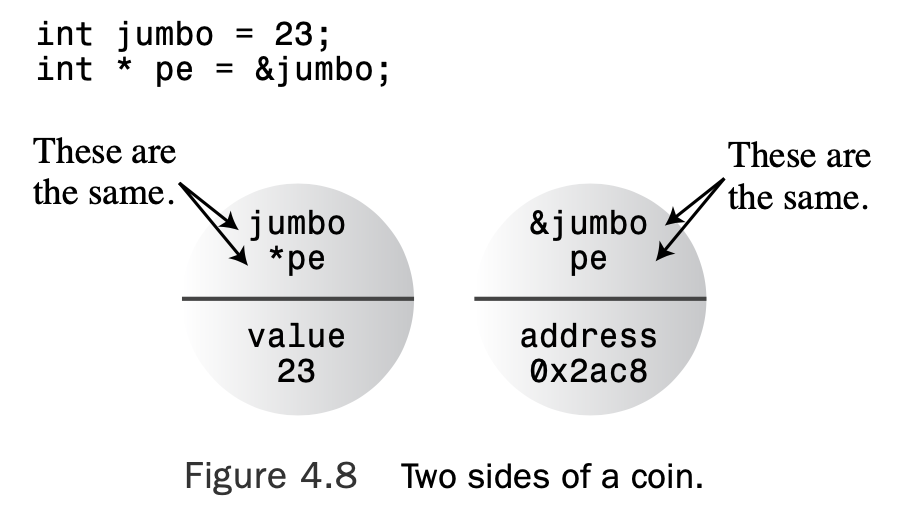 int jumbo = 23;
int * pe = &jumbo;
These are
the same.
These are
the same.
jumbo
*pe
value
23
&jumbo
pe
address
0x2ac8
Figure 4.8 Two sides of a coin.